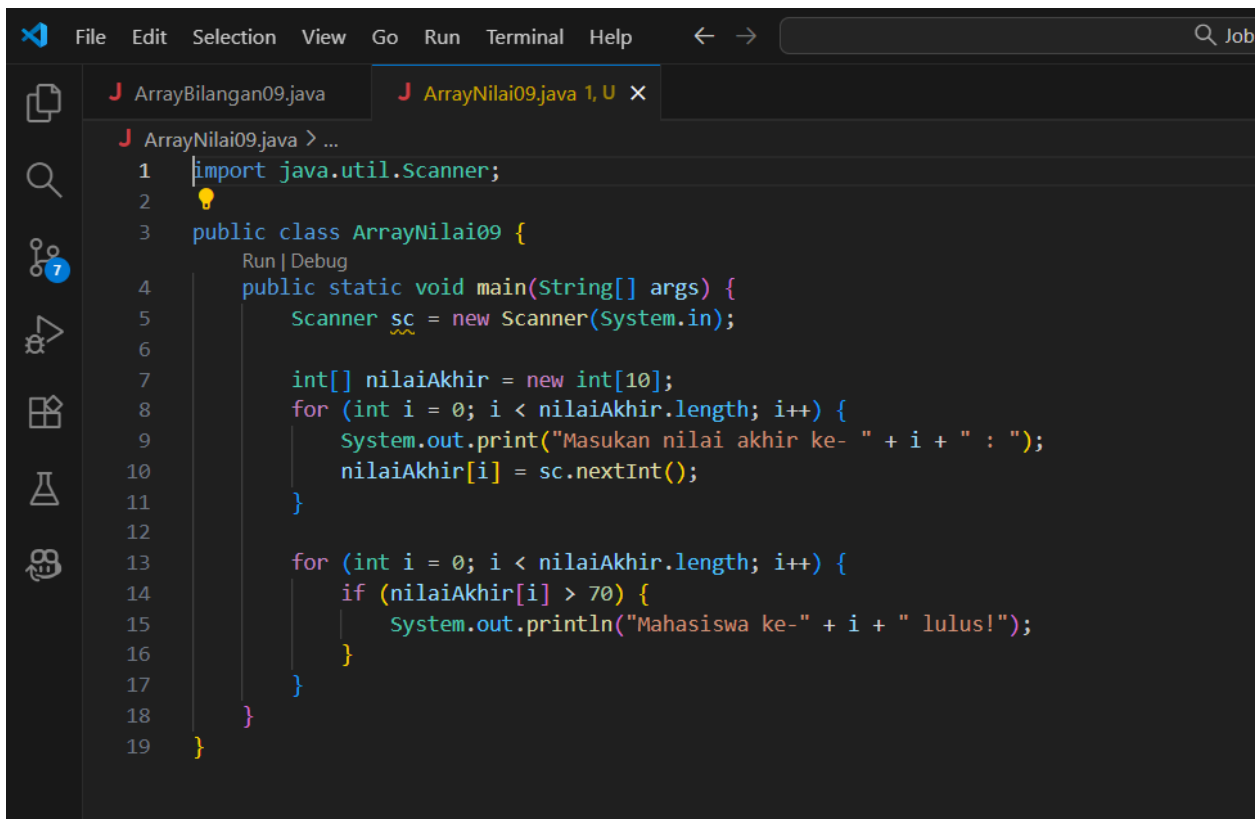 File Edit Selection View Go Run Terminal Help Job
J ArrayBilangan09.java J ArrayNilai09.java 1, U
J ArrayNilai09.java > ...
1 import java.util.Scanner;
2
3 public class ArrayNilai09 {
Run | Debug
4 public static void main(String[] args) {
5 Scanner sc = new Scanner(System.in);
6
7 int[] nilaiAkhir = new int[10];
8 for (int i = 0; i < nilaiAkhir.length; i++) {
9 System.out.print("Masukan nilai akhir ke- " + i + " : ");
10 nilaiAkhir[i] = sc.nextInt();
11 }
12
13 for (int i = 0; i < nilaiAkhir.length; i++) {
14 if (nilaiAkhir[i] > 70) {
15 System.out.println("Mahasiswa ke-" + i + " lulus!");
16 }
17 }
18 }
19 }
7